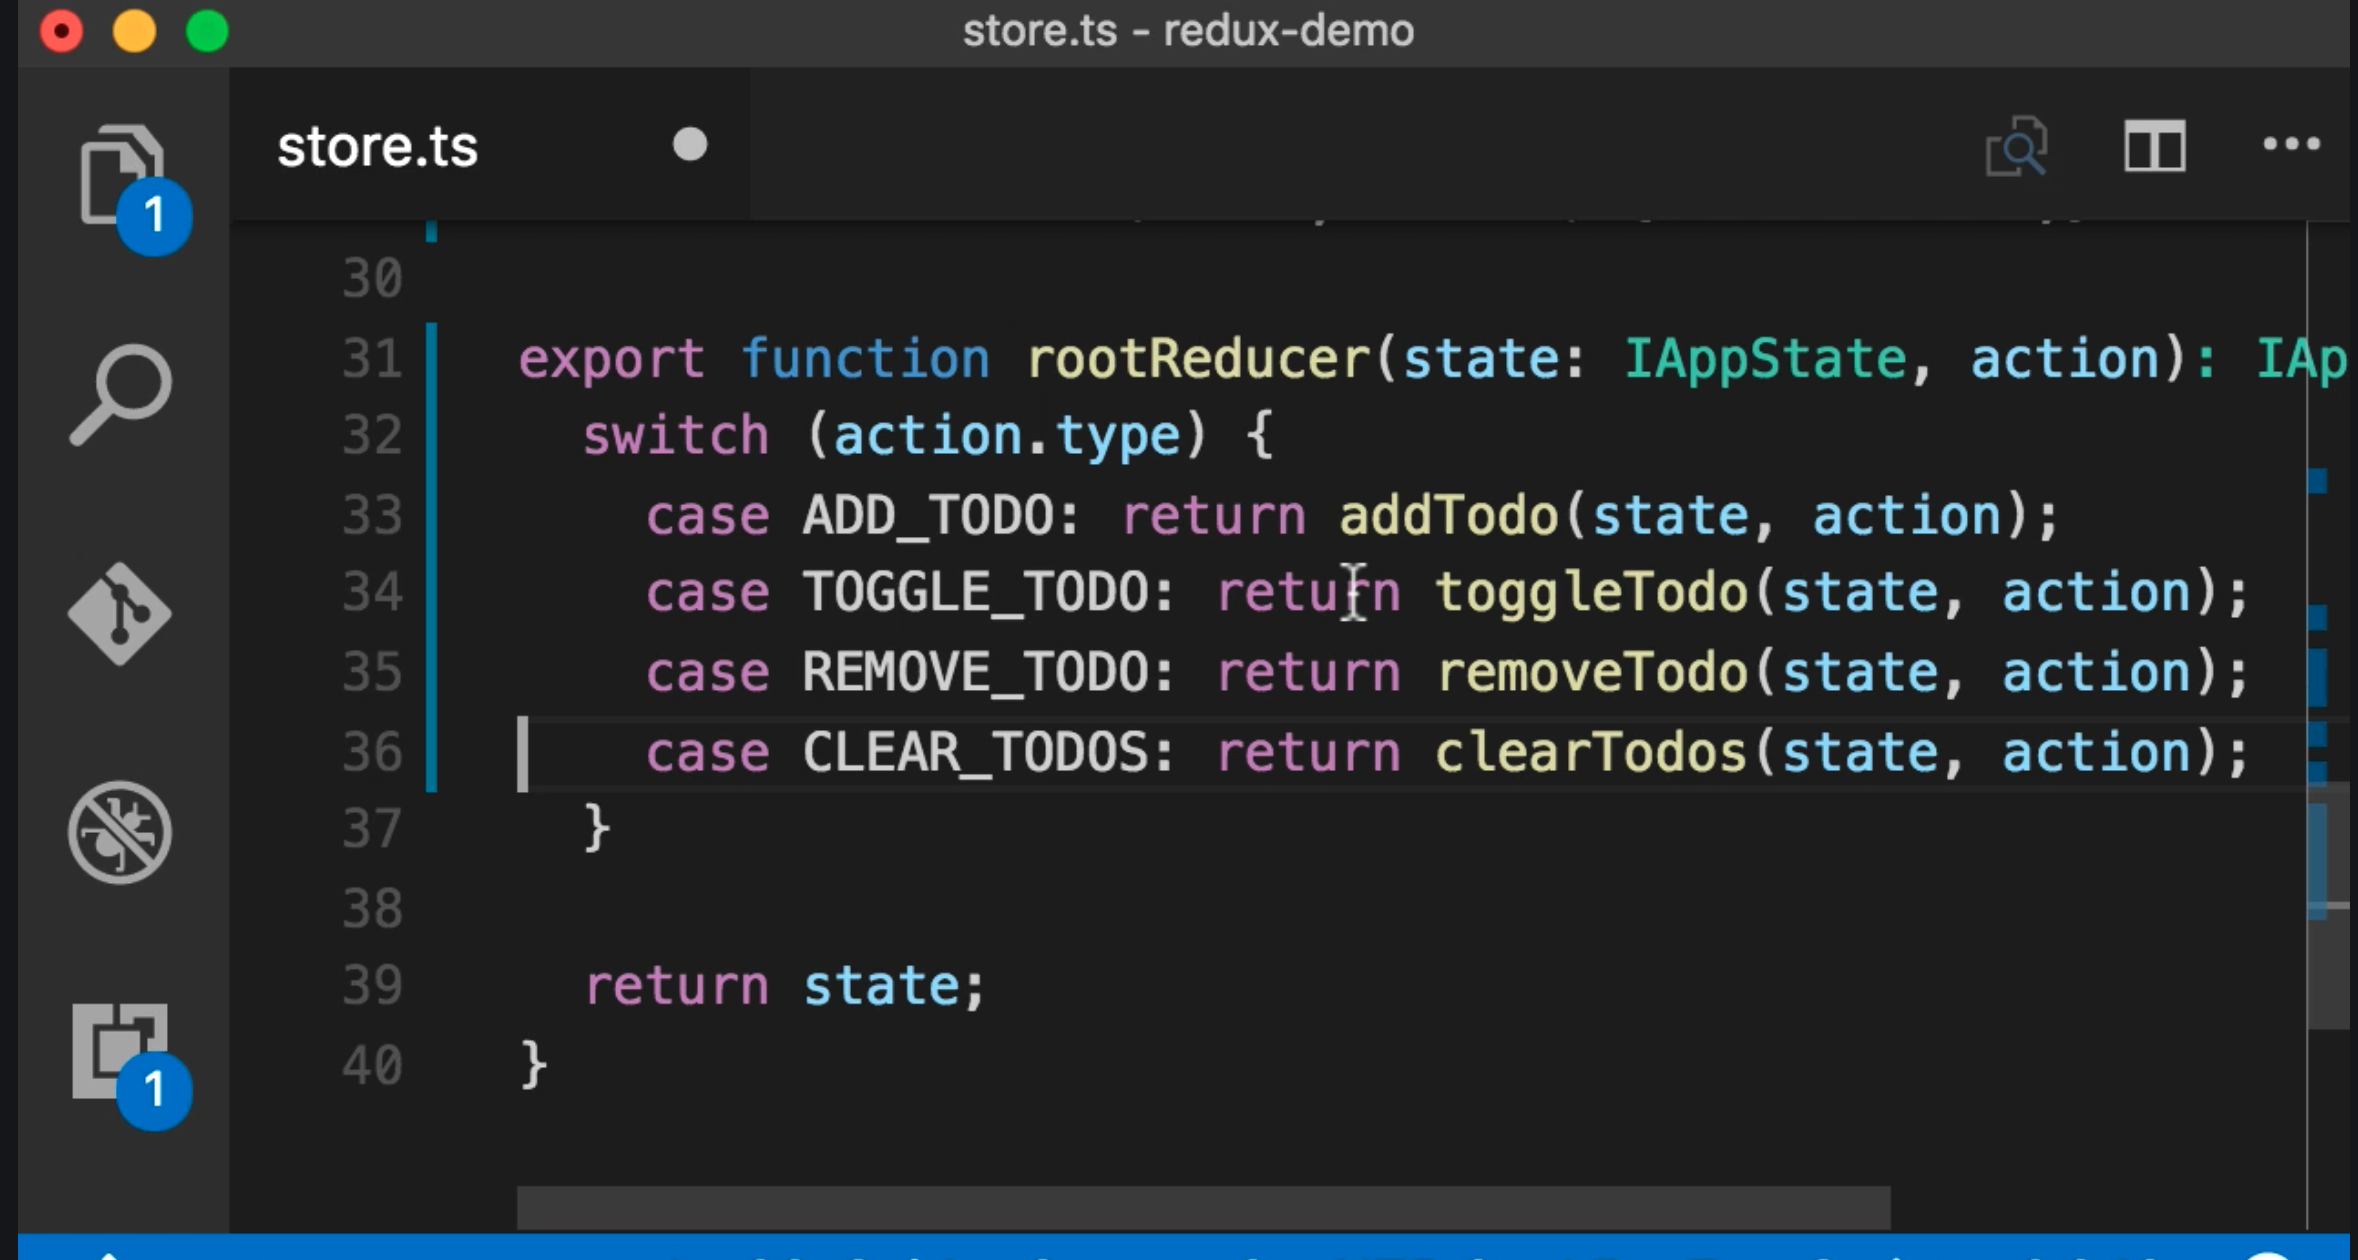 store.ts - redux-demo
store.ts
1
30
31 export function rootReducer(state: IAppState, action): IAp
32 switch (action.type) {
33 case ADD_TODO: return addTodo(state, action);
34 case TOGGLE_TODO: return toggleTodo(state, action);
35 case REMOVE_TODO: return removeTodo(state, action);
36 case CLEAR_TODOS: return clearTodos(state, action);
37 }
38
39 return state;
40 }
1